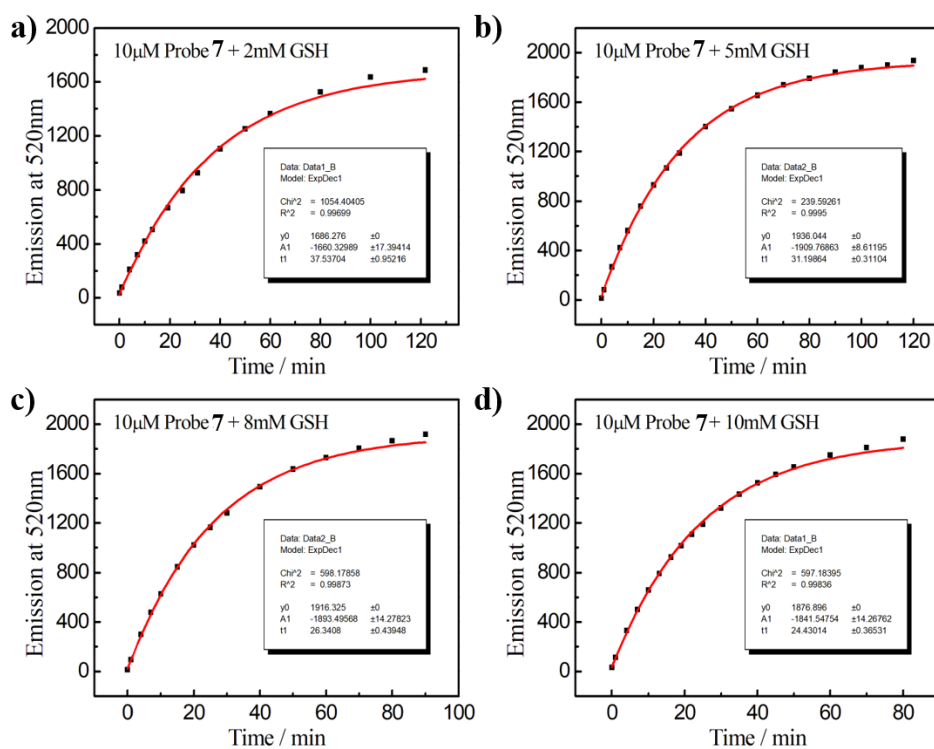 a)
10μM Probe 7 + 2mM GSH
Emission at 520nm
2000
1600
1200
800
400
0
Data: Data1_B
Model: ExpDec1
Chi^2 = 1054.40405
R^2 = 0.99699
y0 1686.276 ±0
A1 -1660.32989 ±17.39414
t1 37.53704 ±0.95216
0 20 40 60 80 100 120
Time / min
b)
10μM Probe 7 + 5mM GSH
Emission at 520nm
2000
1600
1200
800
400
0
Data: Data2_B
Model: ExpDec1
Chi^2 = 239.59261
R^2 = 0.9995
y0 1936.044 ±0
A1 -1909.76863 ±8.61195
t1 31.19864 ±0.31104
0 20 40 60 80 100 120
Time / min
c)
10μM Probe 7 + 8mM GSH
Emission at 520nm
2000
1600
1200
800
400
0
Data: Data2_B
Model: ExpDec1
Chi^2 = 598.17858
R^2 = 0.99873
y0 1916.325 ±0
A1 -1893.49568 ±14.27823
t1 26.3408 ±0.43948
0 20 40 60 80 100
Time / min
d)
10μM Probe 7 + 10mM GSH
Emission at 520nm
2000
1600
1200
800
400
0
Data: Data1_B
Model: ExpDec1
Chi^2 = 597.18395
R^2 = 0.99836
y0 1876.896 ±0
A1 -1841.54754 ±14.26762
t1 24.43014 ±0.36531
0 20 40 60 80
Time / min